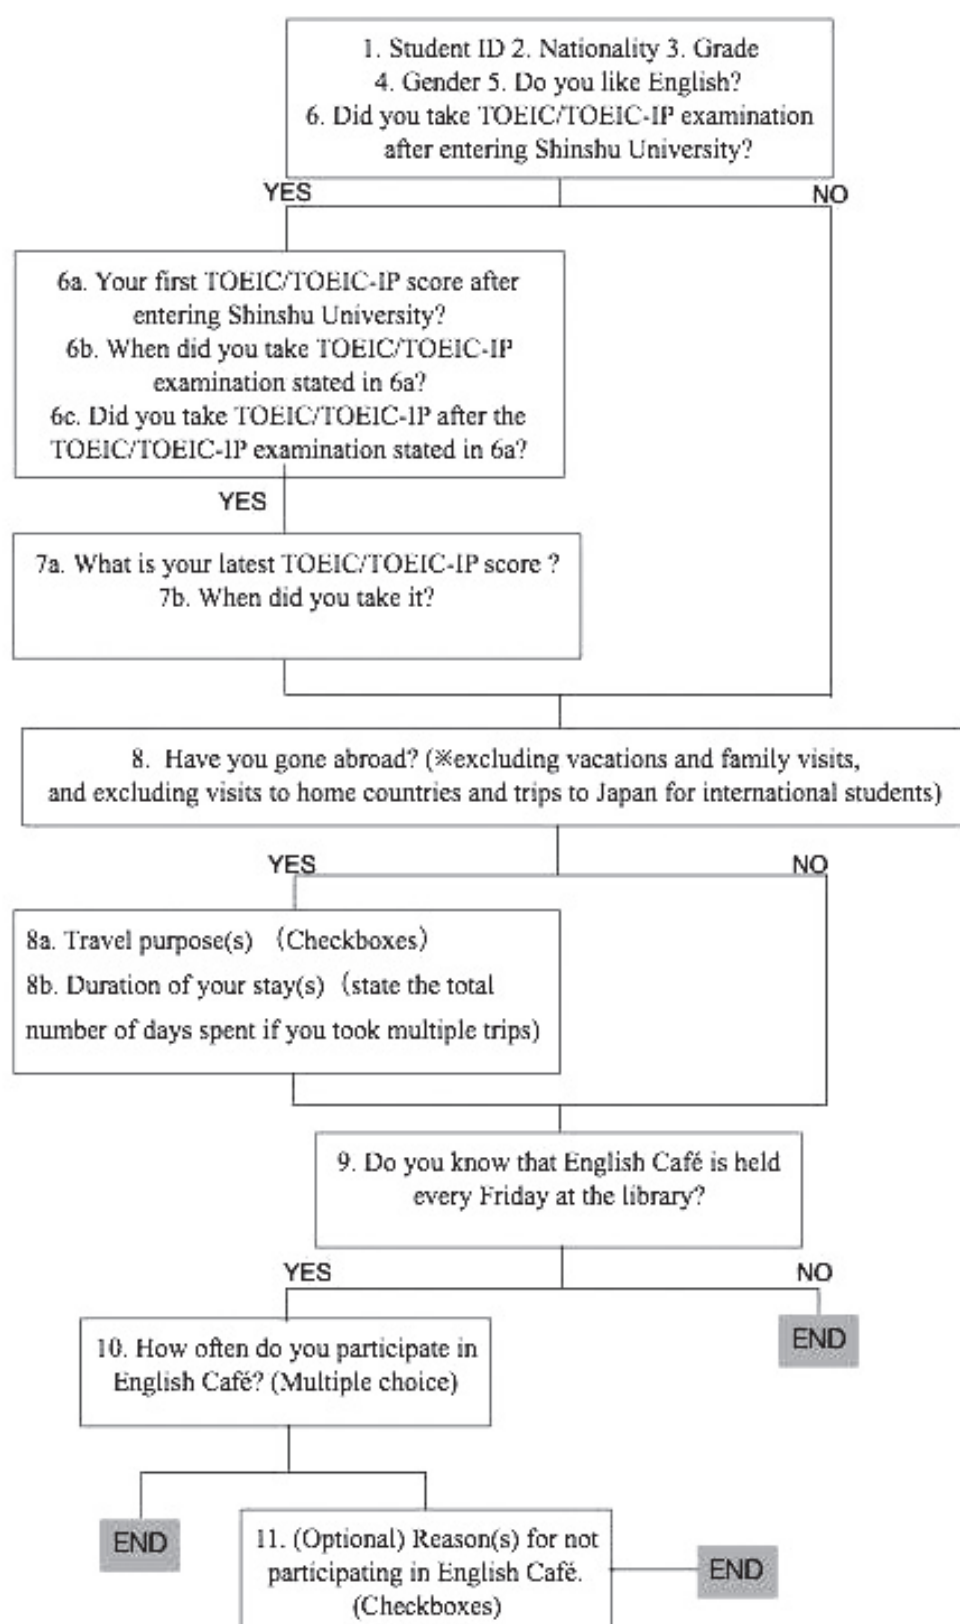 1. Student ID 2. Nationality 3. Grade
4. Gender 5. Do you like English?
6. Did you take TOEIC/TOEIC-IP examination
after entering Shinshu University?
YES
NO
6a. Your first TOEIC/TOEIC-IP score after
entering Shinshu University?
6b. When did you take TOEIC/TOEIC-IP
examination stated in 6a?
6c. Did you take TOEIC/TOEIC-IP after the
TOEIC/TOEIC-IP examination stated in 6a?
YES
7a. What is your latest TOEIC/TOEIC-IP score ?
7b. When did you take it?
8. Have you gone abroad? (※excluding vacations and family visits,
and excluding visits to home countries and trips to Japan for international students)
YES
NO
8a. Travel purpose(s) （Checkboxes）
8b. Duration of your stay(s)（state the total
number of days spent if you took multiple trips)
9. Do you know that English Café is held
every Friday at the library?
YES
NO
END
10. How often do you participate in
English Café? (Multiple choice)
END
11. (Optional) Reason(s) for not
participating in English Café.
(Checkboxes)
END